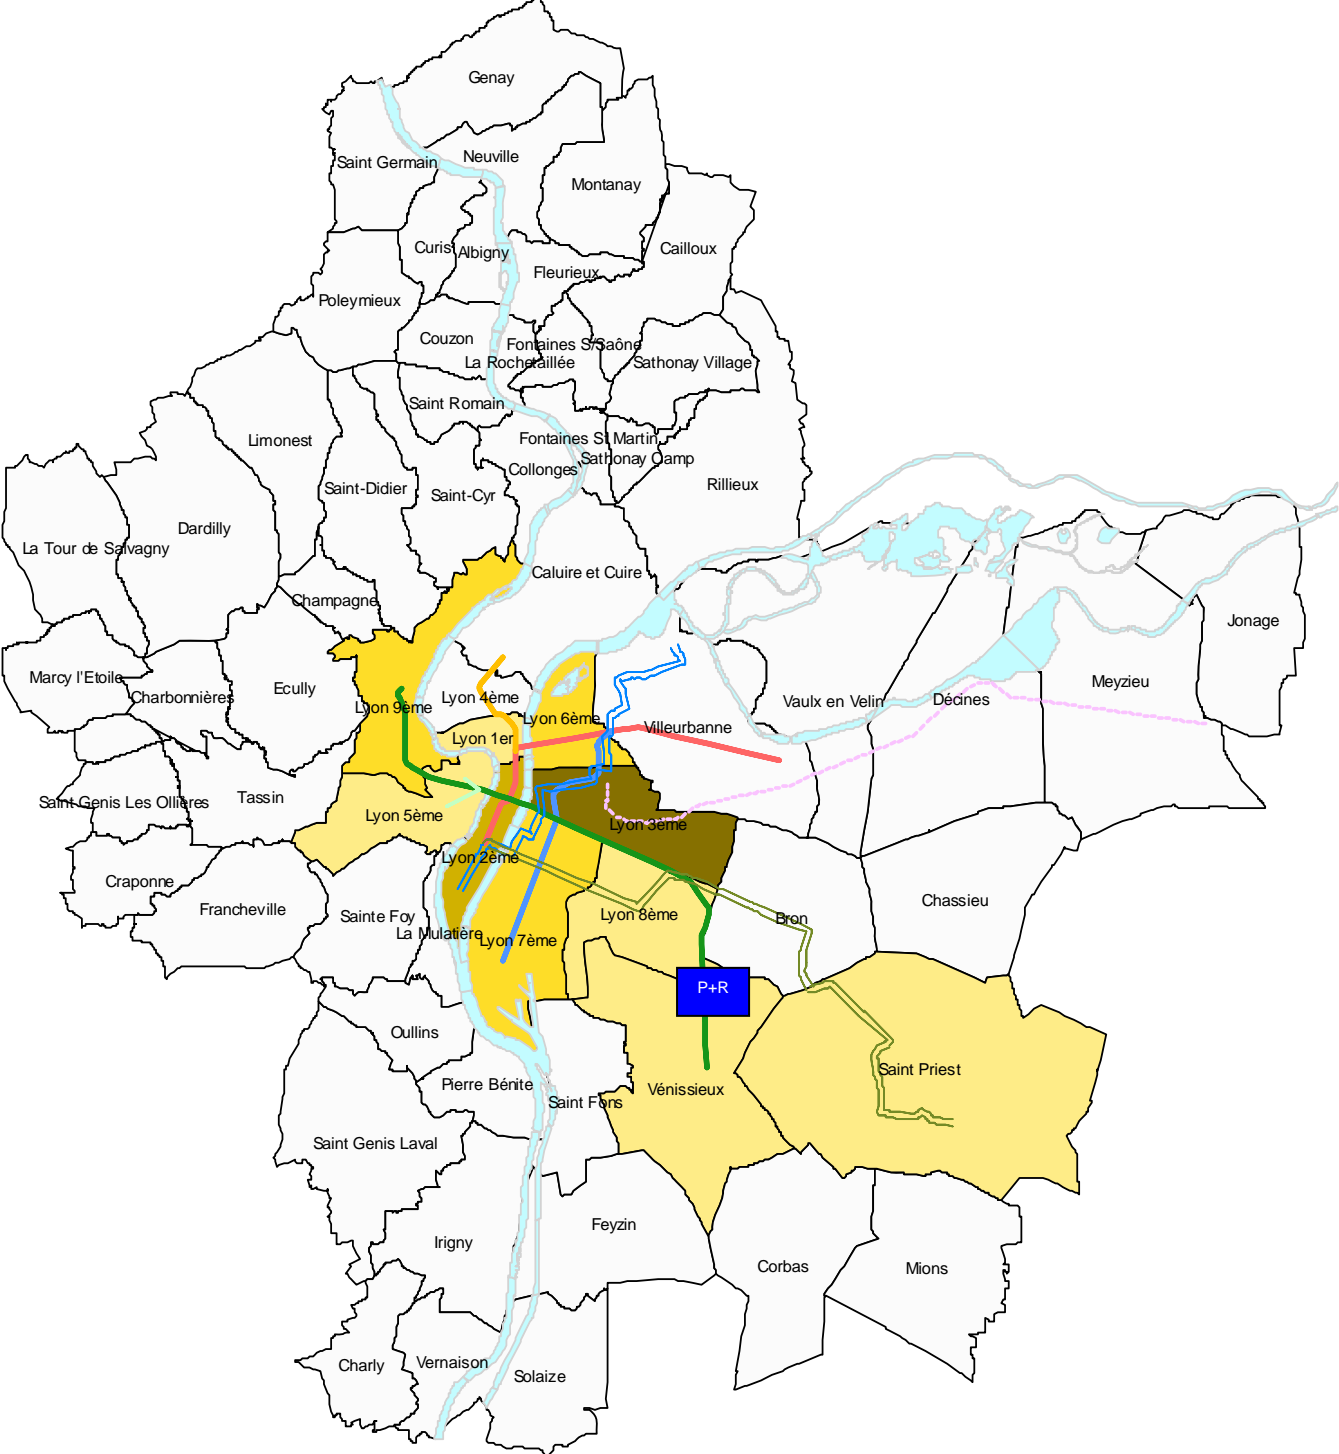 Genay
Saint Germain
Neuville
Montanay
Curis
Albigny
Cailloux
Fleurieux
Poleymieux
Couzon
Fontaines S/Saône
La Rochetaillée
Sathonay Village
Saint Romain
Limonest
Fontaines St Martin
Sathonay Camp
Collonges
Saint-Didier
Saint-Cyr
Rillieux
Dardilly
La Tour de Salvagny
Caluire et Cuire
Champagne
Jonage
Marcy l'Etoile
Charbonnières
Ecully
Lyon 9ème
Lyon 4ème
Lyon 6ème
Villeurbanne
Vaulx en Velin
Décines
Meyzieu
Lyon 1er
Saint Genis Les Ollières
Tassin
Lyon 5ème
Lyon 3ème
Lyon 2ème
Craponne
Francheville
Sainte Foy
La Mulatière
Lyon 7ème
Lyon 8ème
Bron
Chassieu
P+R
Oullins
Pierre Bénite
Saint Fons
Vénissieux
Saint Priest
Saint Genis Laval
Irigny
Feyzin
Corbas
Mions
Charly
Vernaison
Solaize